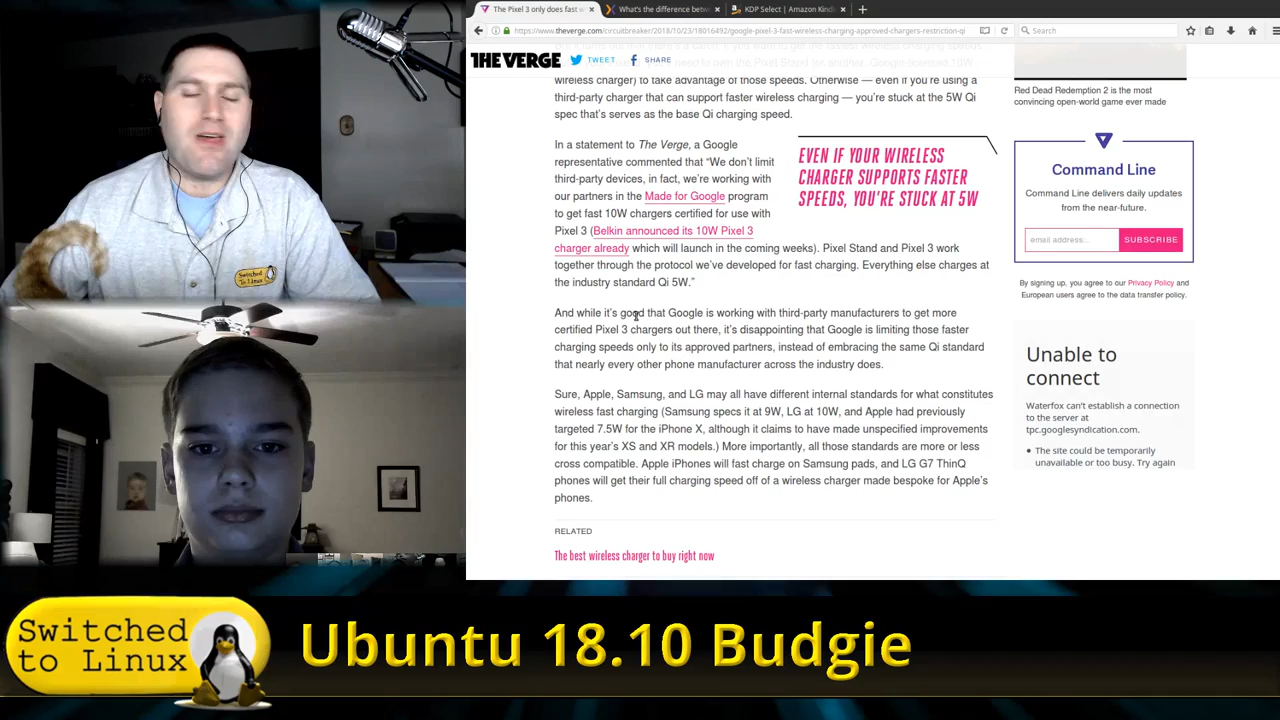 The Pixel 3 only does fast w
What's the difference betw
KDP Select | Amazon Kindl
https://www.theverge.com/circuitbreaker/2018/10/23/18016492/google-pixel-3-fast-wireless-charging-approved-chargers-restriction-qi
Search
THE VERGE
TWEET
SHARE
wireless charger) to take advantage of those speeds. Otherwise — even if you're using a
third-party charger that can support faster wireless charging — you're stuck at the 5W Qi
spec that's serves as the base Qi charging speed.
In a statement to The Verge, a Google
representative commented that “We don't limit
third-party devices, in fact, we're working with
our partners in the Made for Google program
to get fast 10W chargers certified for use with
Pixel 3 (Belkin announced its 10W Pixel 3
charger already which will launch in the coming weeks). Pixel Stand and Pixel 3 work
together through the protocol we've developed for fast charging. Everything else charges at
the industry standard Qi 5W.”
EVEN IF YOUR WIRELESS
CHARGER SUPPORTS FASTER
SPEEDS, YOU'RE STUCK AT 5W
And while it's good that Google is working with third-party manufacturers to get more
certified Pixel 3 chargers out there, it's disappointing that Google is limiting those faster
charging speeds only to its approved partners, instead of embracing the same Qi standard
that nearly every other phone manufacturer across the industry does.
Sure, Apple, Samsung, and LG may all have different internal standards for what constitutes
wireless fast charging (Samsung specs it at 9W, LG at 10W, and Apple had previously
targeted 7.5W for the iPhone X, although it claims to have made unspecified improvements
for this year's XS and XR models.) More importantly, all those standards are more or less
cross compatible. Apple iPhones will fast charge on Samsung pads, and LG G7 ThinQ
phones will get their full charging speed off of a wireless charger made bespoke for Apple's
phones.
RELATED
The best wireless charger to buy right now
Red Dead Redemption 2 is the most
convincing open-world game ever made
Command Line
Command Line delivers daily updates
from the near-future.
email address...
SUBSCRIBE
By signing up, you agree to our Privacy Policy and
European users agree to the data transfer policy.
Unable to
connect
Waterfox can't establish a connection
to the server at
tpc.googlesyndication.com.
The site could be temporarily
unavailable or too busy. Try again
Switched
To Linux
Switched
to Linux
Ubuntu 18.10 Budgie